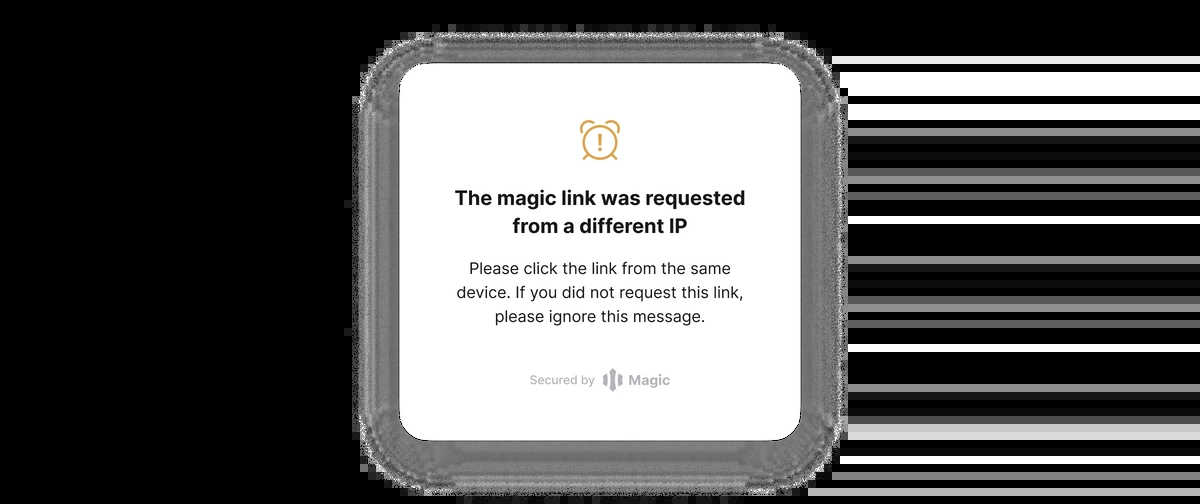 The magic link was requested
from a different IP
Please click the link from the same
device. If you did not request this link,
please ignore this message.
Secured by Magic